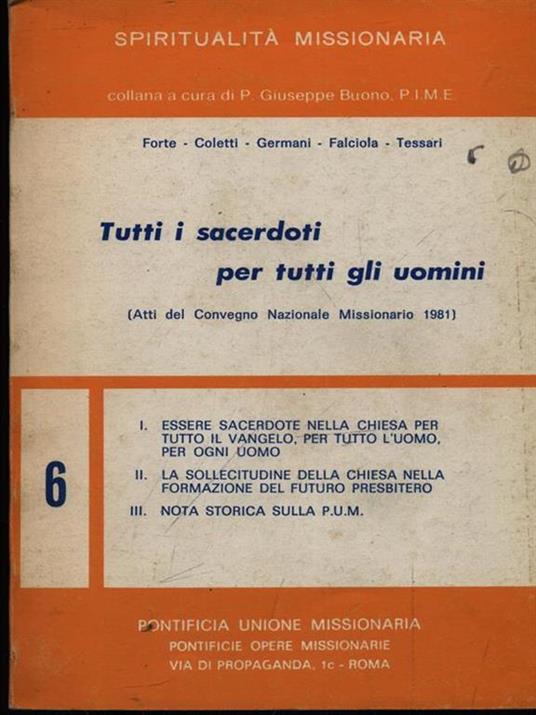 SPIRITUALITÀ MISSIONARIA
collana a cura di P. Giuseppe Buono, P.I.M.E
Forte - Coletti - Germani - Falciola - Tessari
Tutti i sacerdoti
per tutti gli uomini
(Atti del Convegno Nazionale Missionario 1981)
6
I. ESSERE SACERDOTE NELLA CHIESA PER
TUTTO IL VANGELO, PER TUTTO L'UOMO,
PER OGNI UOMO
II. LA SOLLECITUDINE DELLA CHIESA NELLA
FORMAZIONE DEL FUTURO PRESBITERO
III. NOTA STORICA SULLA P.U.M.
PONTIFICIA UNIONE MISSIONARIA
PONTIFICIE OPERE MISSIONARIE
VIA DI PROPAGANDA, 1c - ROMA